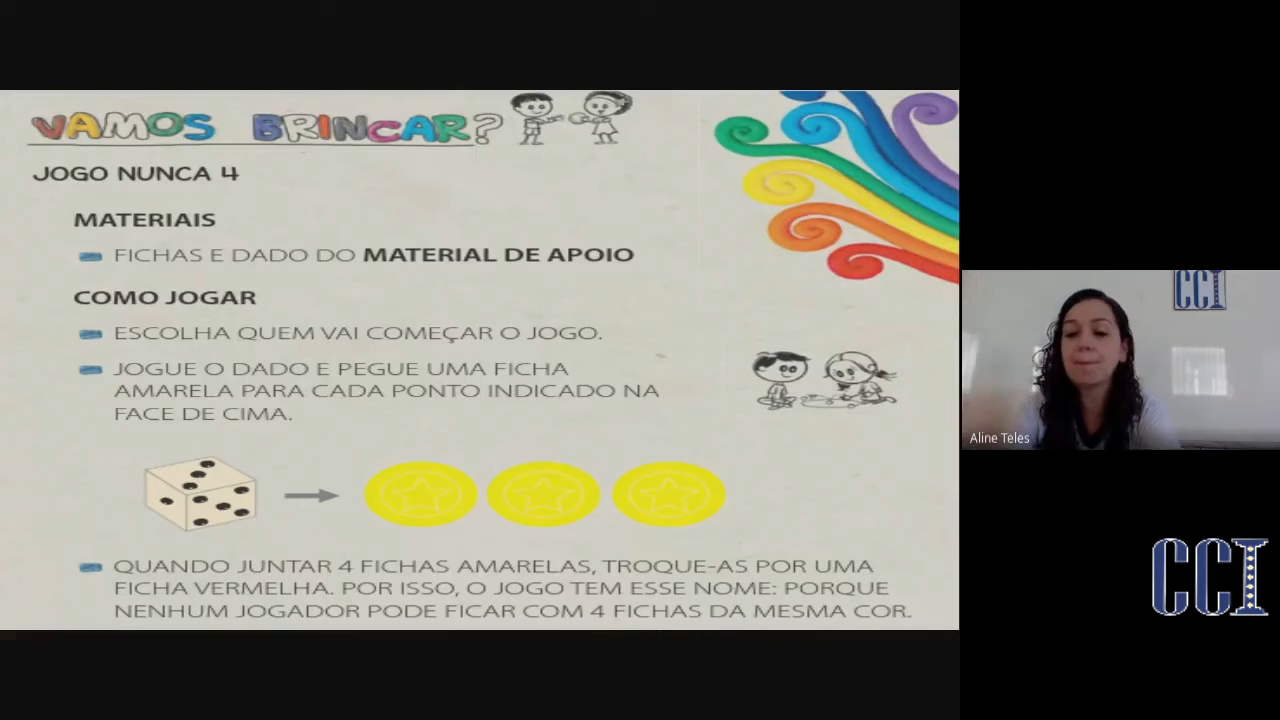 VAMOS BRINCAR?
JOGO NUNCA 4
MATERIAIS
FICHAS E DADO DO MATERIAL DE APOIO
COMO JOGAR
ESCOLHA QUEM VAI COMEÇAR O JOGO.
JOGUE O DADO E PEGUE UMA FICHA
AMARELA PARA CADA PONTO INDICADO NA
FACE DE CIMA.
QUANDO JUNTAR 4 FICHAS AMARELAS, TROQUE-AS POR UMA
FICHA VERMELHA. POR ISSO, O JOGO TEM ESSE NOME: PORQUE
NENHUM JOGADOR PODE FICAR COM 4 FICHAS DA MESMA COR.
CCI
Aline Teles
CCI